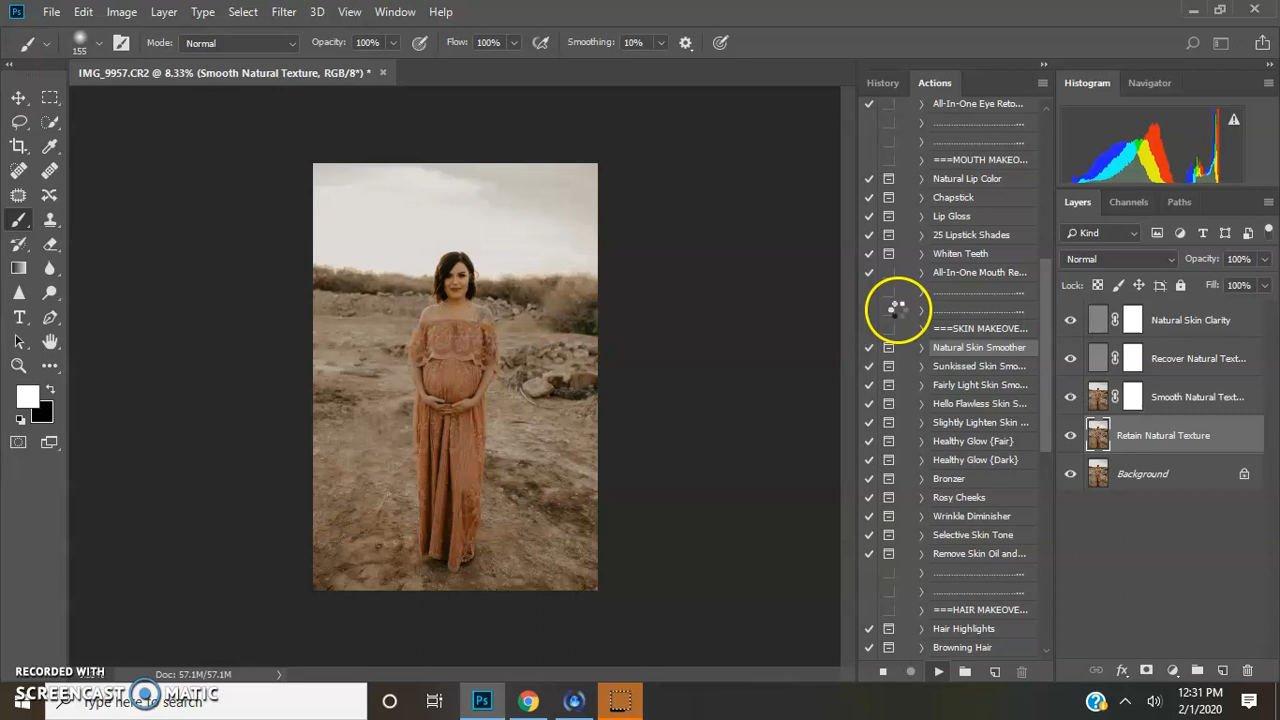 Ps File Edit Image Layer Type Select Filter 3D View Window Help
155 Mode: Normal Opacity: 100% Flow: 100% Smoothing: 10%
IMG_9957.CR2 @ 8.33% (Smooth Natural Texture, RGB/8*) *
History Actions
All-In-One Eye Reto...
..................................
..................................
===MOUTH MAKEO...
Natural Lip Color
Chapstick
Lip Gloss
25 Lipstick Shades
Whiten Teeth
All-In-One Mouth Re...
..................................
..................................
===SKIN MAKEOVE...
Natural Skin Smoother
Sunkissed Skin Smo...
Fairly Light Skin Smo...
Hello Flawless Skin S...
Slightly Lighten Skin ...
Healthy Glow {Fair}
Healthy Glow {Dark}
Bronzer
Rosy Cheeks
Wrinkle Diminisher
Selective Skin Tone
Remove Skin Oil and...
..................................
..................................
===HAIR MAKEOVE...
Hair Highlights
Browning Hair
Histogram Navigator
Layers Channels Paths
Kind
Normal Opacity: 100%
Lock: Fill: 100%
Natural Skin Clarity
Recover Natural Text...
Smooth Natural Text...
Retain Natural Texture
Background
Doc: 57.1M/57.1M
RECORDED WITH
SCREENCAST MATIC
Type here to search
Ps
12:31 PM
2/1/2020